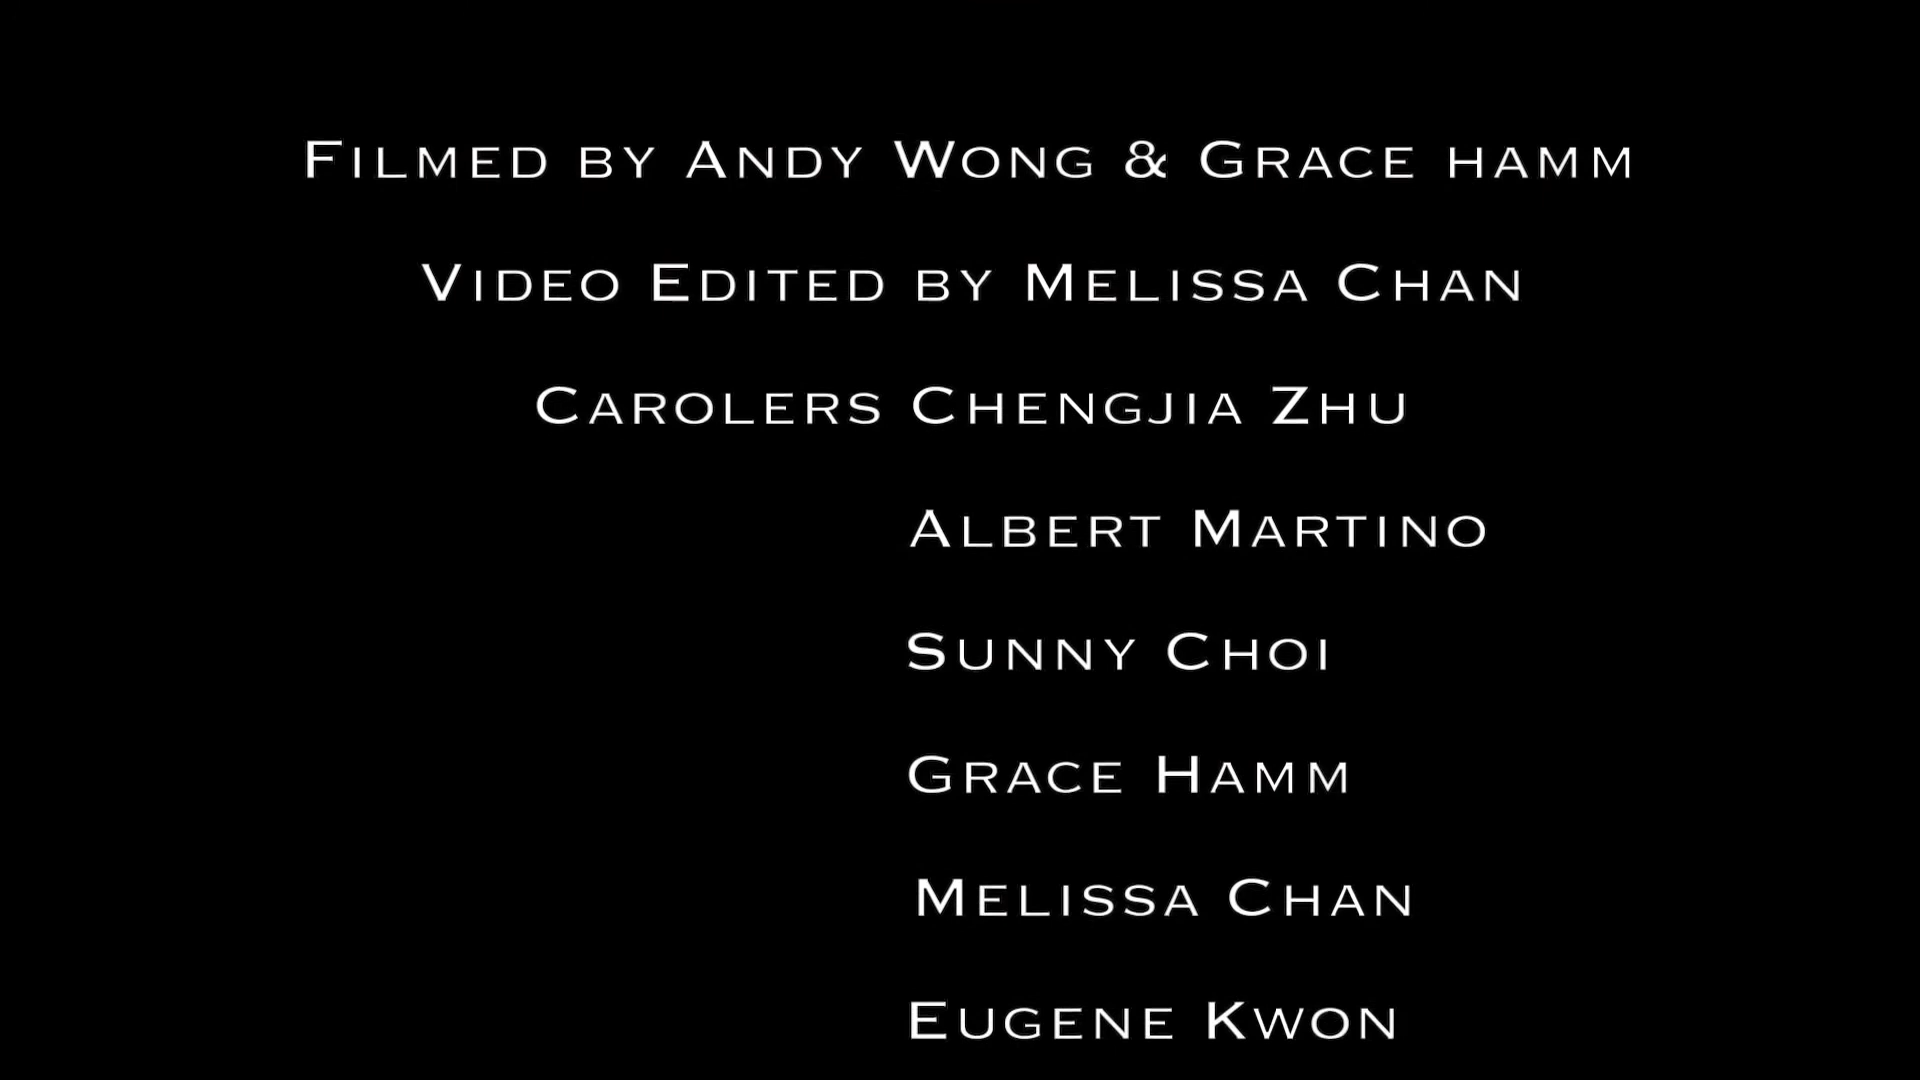 Filmed by Andy Wong & Grace hamm
Video Edited by Melissa Chan
Carolers Chengjia Zhu
Albert Martino
Sunny Choi
Grace Hamm
Melissa Chan
Eugene Kwon